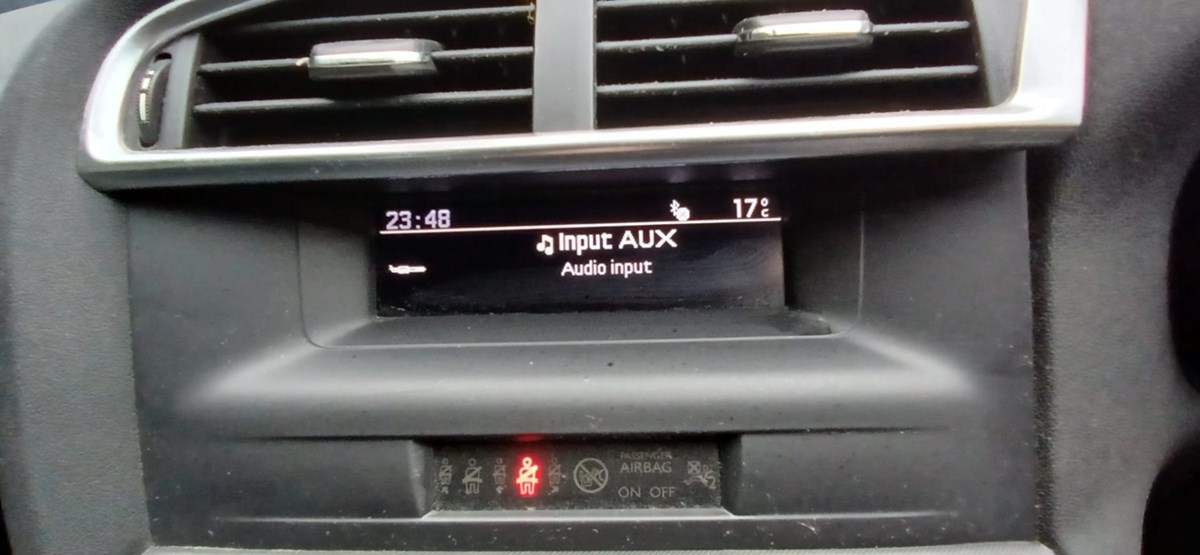 23:48
17°C
Input AUX
Audio input
PASSENGER
AIRBAG
ON OFF